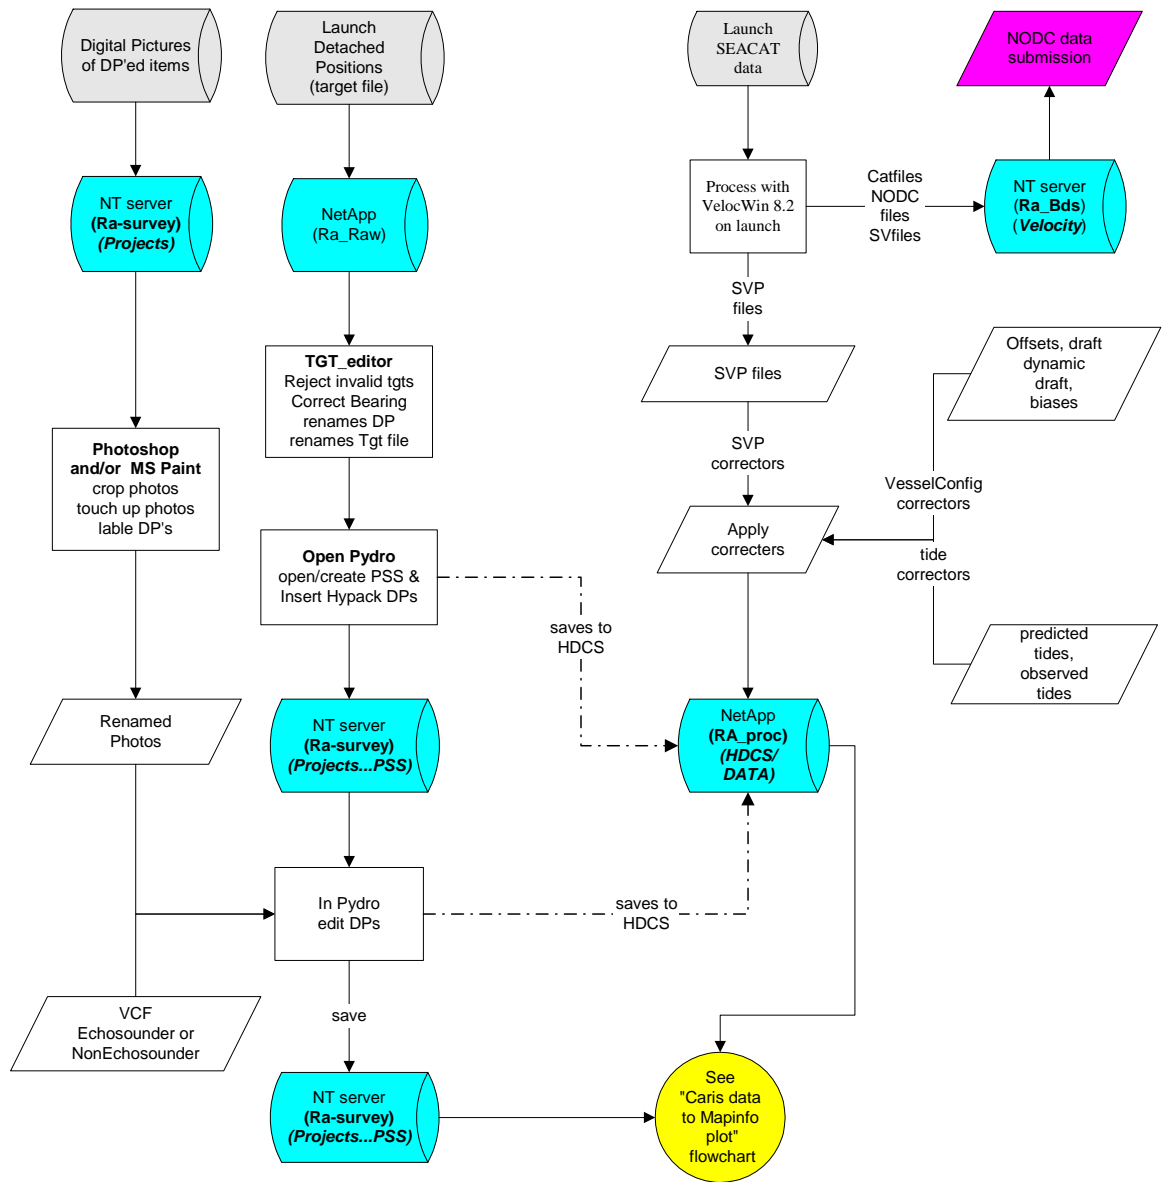 Digital Pictures
of DP'ed items
Launch
Detached
Positions
(target file)
Launch
SEACAT
data
NODC data
submission
NT server
(Ra-survey)
(Projects)
NetApp
(Ra_Raw)
Process with
VelocWin 8.2
on launch
Catfiles
NODC
files
SVfiles
NT server
(Ra_Bds)
(Velocity)
SVP
files
TGT_editor
Reject invalid tgts
Correct Bearing
renames DP
renames Tgt file
SVP files
Offsets, draft
dynamic
draft,
biases
Photoshop
and/or MS Paint
crop photos
touch up photos
lable DP's
SVP
correctors
VesselConfig
correctors
Open Pydro
open/create PSS &
Insert Hypack DPs
Apply
correcters
tide
correctors
saves to
HDCS
predicted
tides,
observed
tides
Renamed
Photos
NT server
(Ra-survey)
(Projects...PSS)
NetApp
(RA_proc)
(HDCS/
DATA)
In Pydro
edit DPs
saves to
HDCS
VCF
Echosounder or
NonEchosounder
save
NT server
(Ra-survey)
(Projects...PSS)
See
"Caris data
to Mapinfo
plot"
flowchart